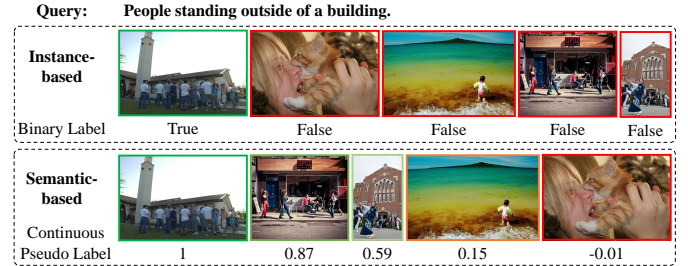 Query: People standing outside of a building.
Instance-based
Binary Label True False False False False
Semantic-based
Continuous
Pseudo Label 1 0.87 0.59 0.15 -0.01